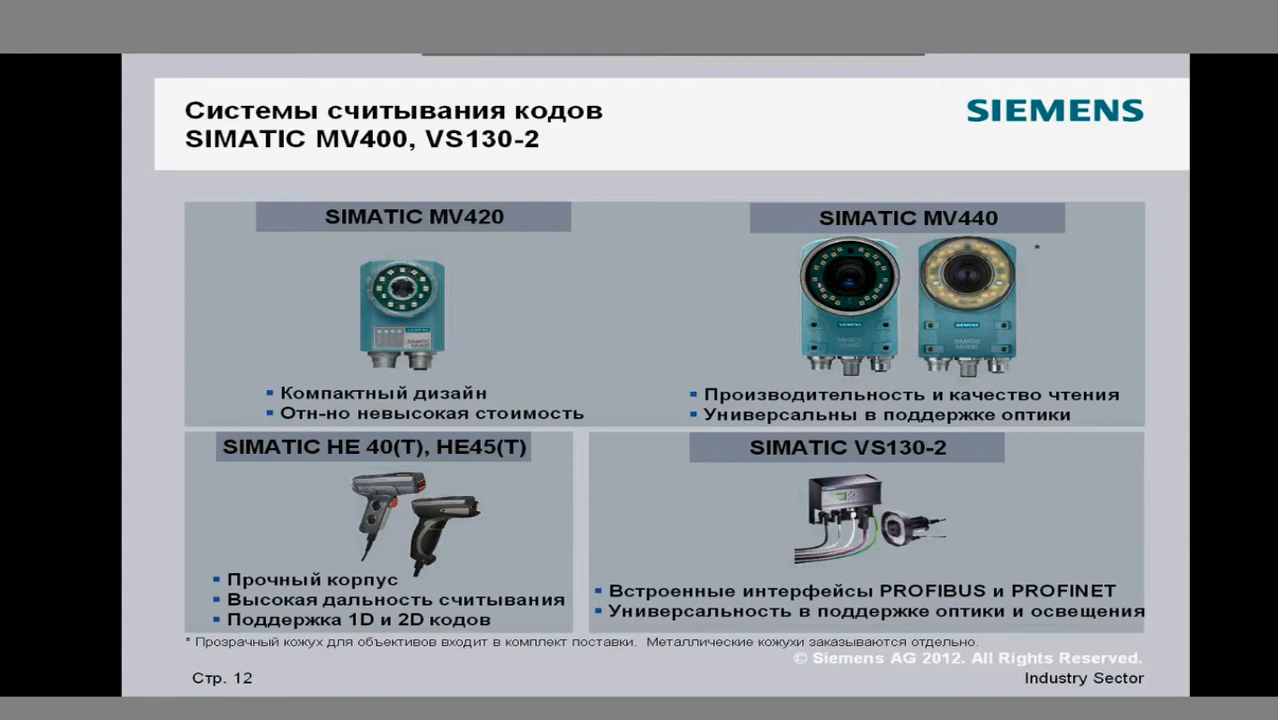 Системы считывания кодов
SIMATIC MV400, VS130-2
SIEMENS
SIMATIC MV420
SIMATIC MV440
*
Компактный дизайн
Отн-но невысокая стоимость
Производительность и качество чтения
Универсальны в поддержке оптики
SIMATIC HE 40(T), HE45(T)
SIMATIC VS130-2
Прочный корпус
Высокая дальность считывания
Поддержка 1D и 2D кодов
Встроенные интерфейсы PROFIBUS и PROFINET
Универсальность в поддержке оптики и освещения
* Прозрачный кожух для объективов входит в комплект поставки. Металлические кожухи заказываются отдельно.
© Siemens AG 2012. All Rights Reserved.
Стр. 12
Industry Sector